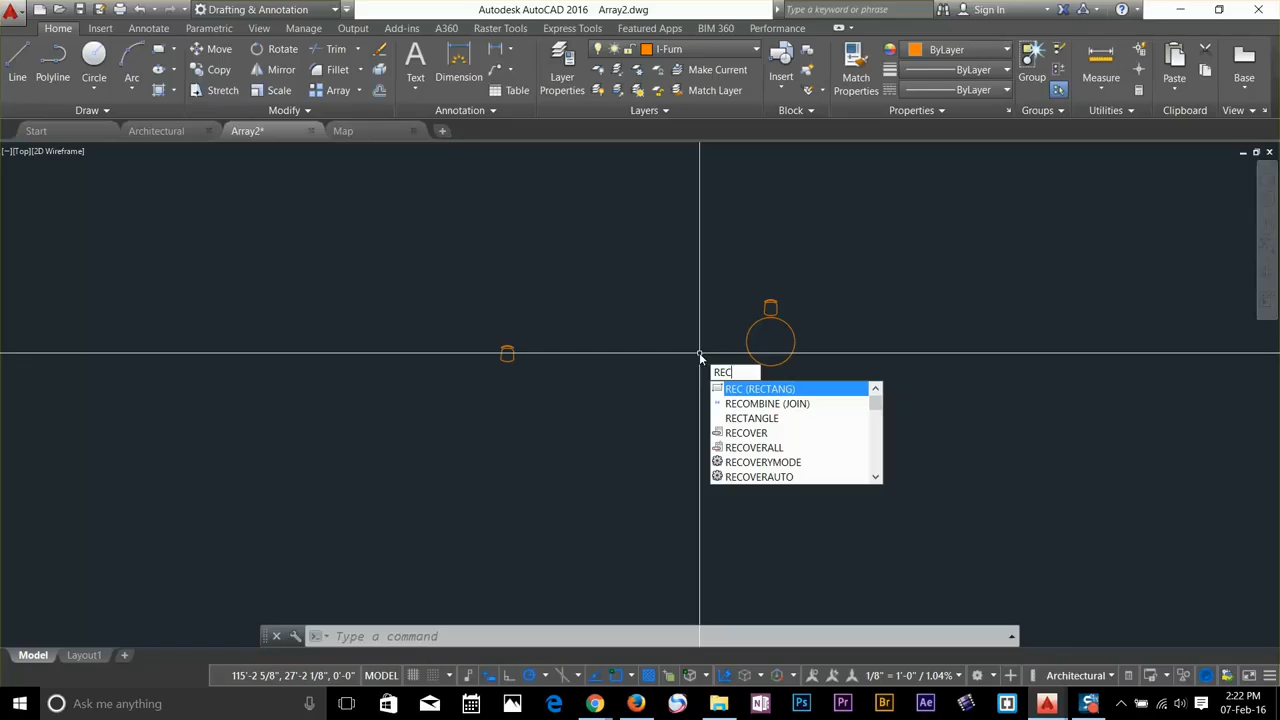 Drafting & Annotation
Autodesk AutoCAD 2016 Array2.dwg
Type a keyword or phrase
Sign In
Home Insert Annotate Parametric View Manage Output Add-ins A360 Raster Tools Express Tools Featured Apps BIM 360 Performance
Line Polyline Circle Arc
Move Rotate Trim
Copy Mirror Fillet
Stretch Scale Array
Text Dimension Table
Layer Properties
I-Furn
Make Current
Match Layer
Insert
Match Properties
ByLayer
ByLayer
ByLayer
Group
Measure
Paste
Base
Draw Modify Annotation Layers Block Properties Groups Utilities Clipboard View
Start Architectural Array2* Map
[−][Top][2D Wireframe]
REC
REC (RECTANG)
RECOMBINE (JOIN)
RECTANGLE
RECOVER
RECOVERALL
RECOVERYMODE
RECOVERAUTO
Type a command
Model Layout1
115'-2 5/8", 27'-2 1/8", 0'-0" MODEL 1/8" = 1'-0" / 1.04% Architectural
Ask me anything
2:22 PM
07-Feb-16